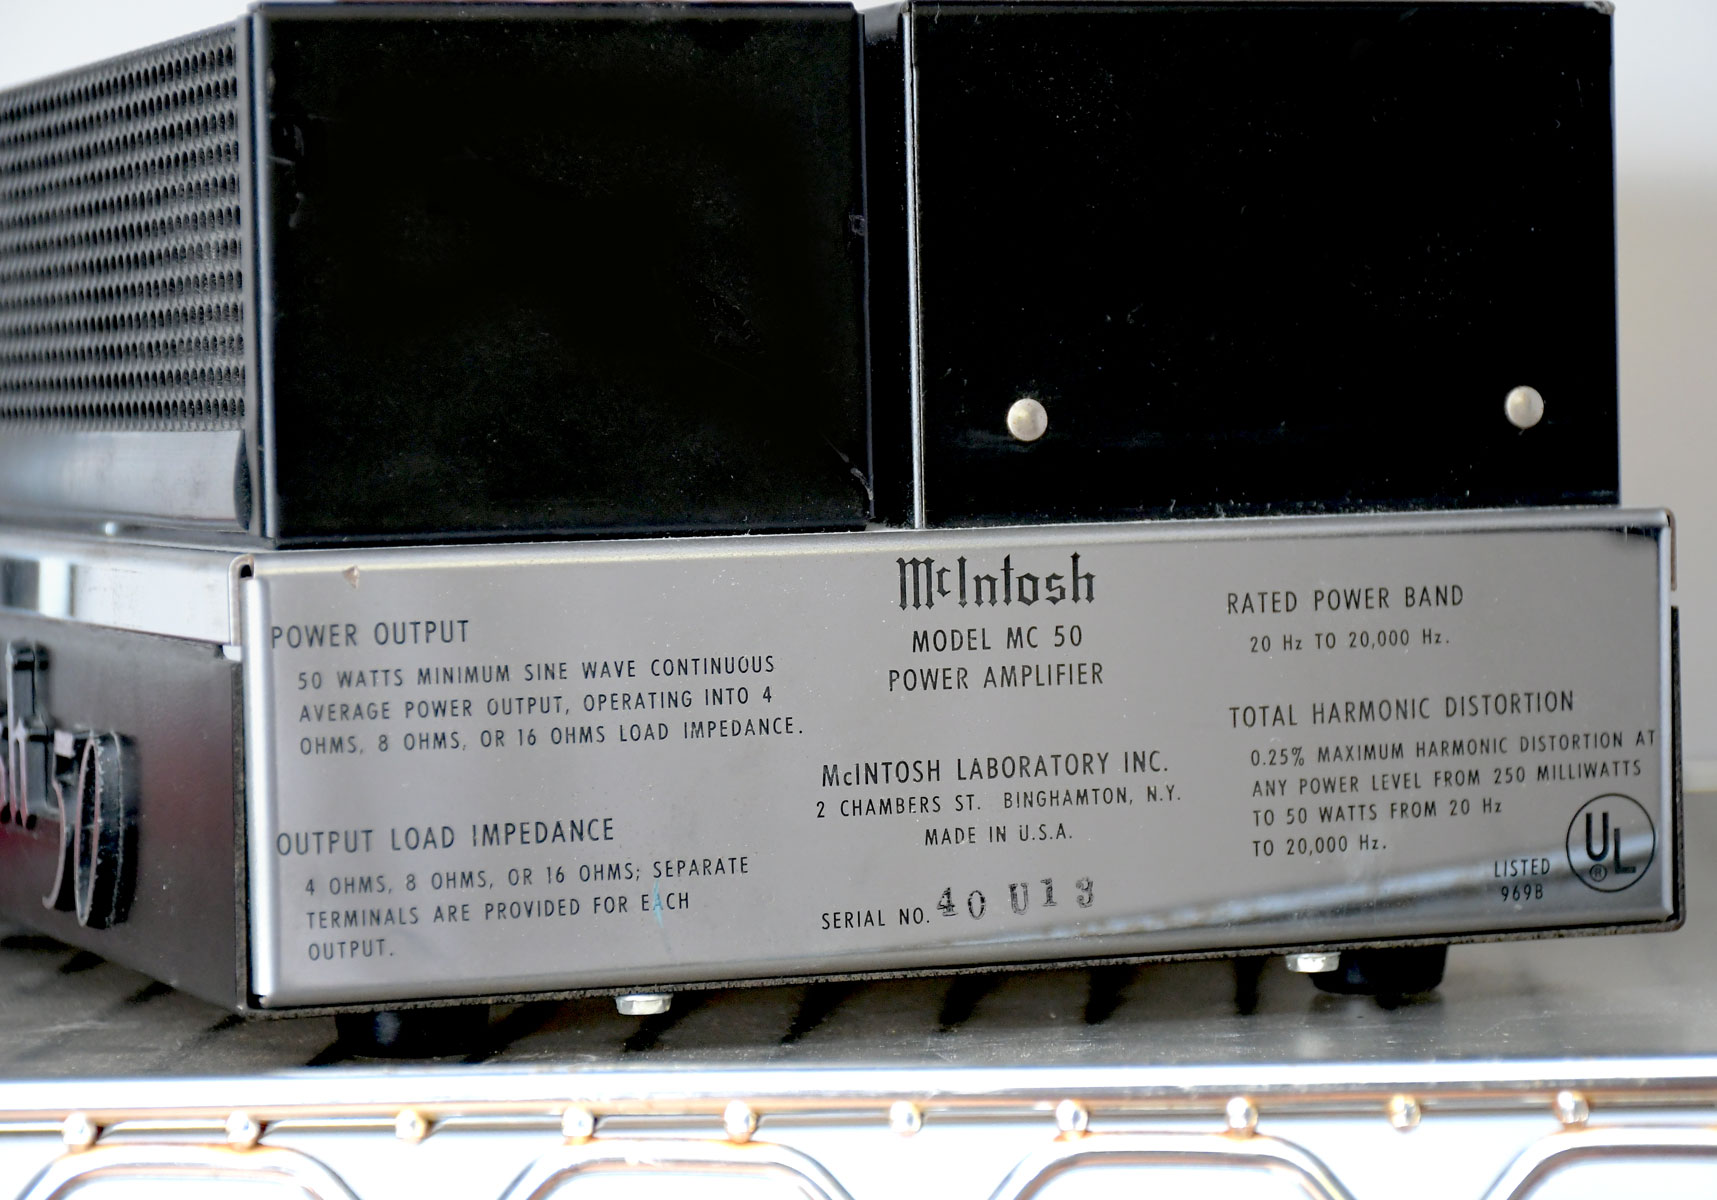 POWER OUTPUT
50 WATTS MINIMUM SINE WAVE CONTINUOUS
AVERAGE POWER OUTPUT, OPERATING INTO 4
OHMS, 8 OHMS, OR 16 OHMS LOAD IMPEDANCE.
OUTPUT LOAD IMPEDANCE
4 OHMS, 8 OHMS, OR 16 OHMS; SEPARATE
TERMINALS ARE PROVIDED FOR EACH
OUTPUT.
McIntosh
MODEL MC 50
POWER AMPLIFIER
McINTOSH LABORATORY INC.
2 CHAMBERS ST. BINGHAMTON, N.Y.
MADE IN U.S.A.
SERIAL NO. 40U13
RATED POWER BAND
20 Hz TO 20,000 Hz.
TOTAL HARMONIC DISTORTION
0.25% MAXIMUM HARMONIC DISTORTION AT
ANY POWER LEVEL FROM 250 MILLIWATTS
TO 50 WATTS FROM 20 Hz
TO 20,000 Hz.
LISTED
969B
UL®